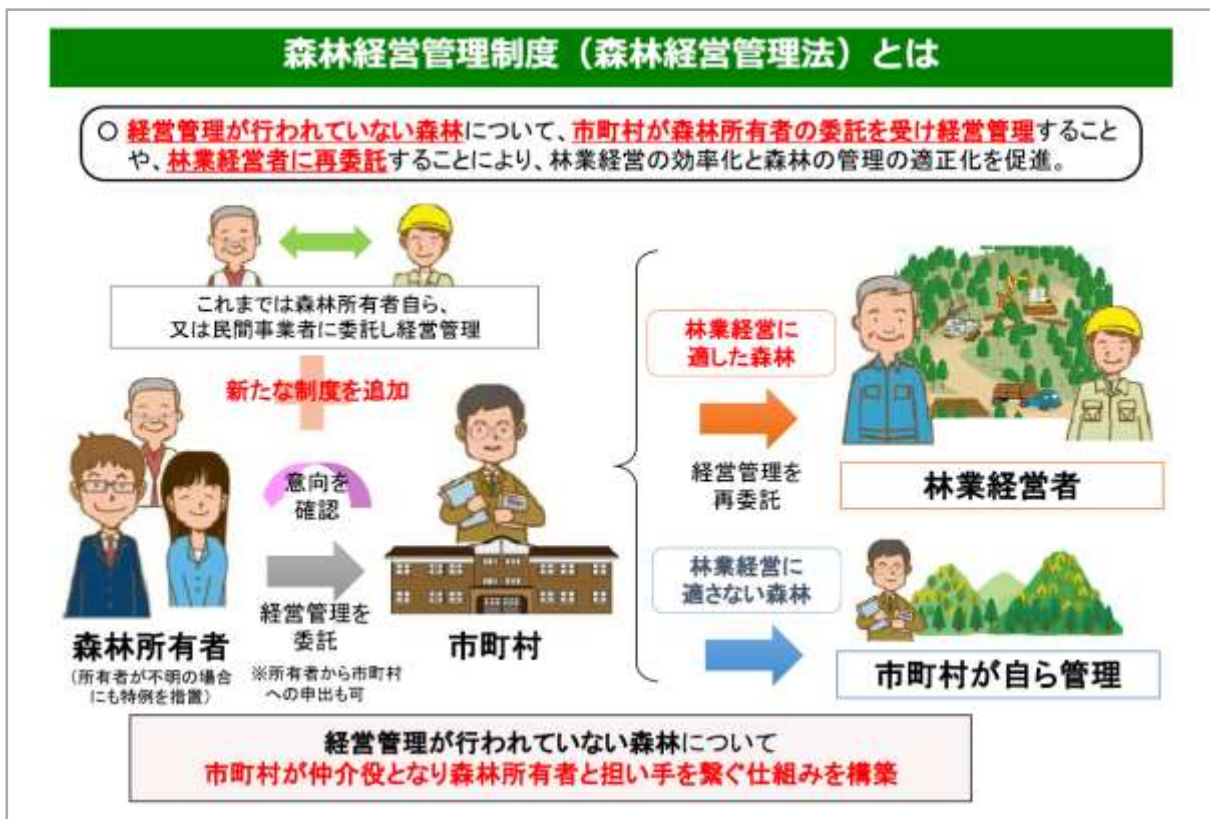 森林経営管理制度（森林経営管理法）とは
○ 経営管理が行われていない森林について、市町村が森林所有者の委託を受け経営管理すること
や、林業経営者に再委託することにより、林業経営の効率化と森林の管理の適正化を促進。
これまでは森林所有者自ら、
又は民間事業者に委託し経営管理
新たな制度を追加
意向を
確認
経営管理を
委託
※所有者から市町村
への申出も可
森林所有者
（所有者が不明の場合
にも特例を措置）
市町村
林業経営に
適した森林
経営管理を
再委託
林業経営者
林業経営に
適さない森林
市町村が自ら管理
経営管理が行われていない森林について
市町村が仲介役となり森林所有者と担い手を繋ぐ仕組みを構築